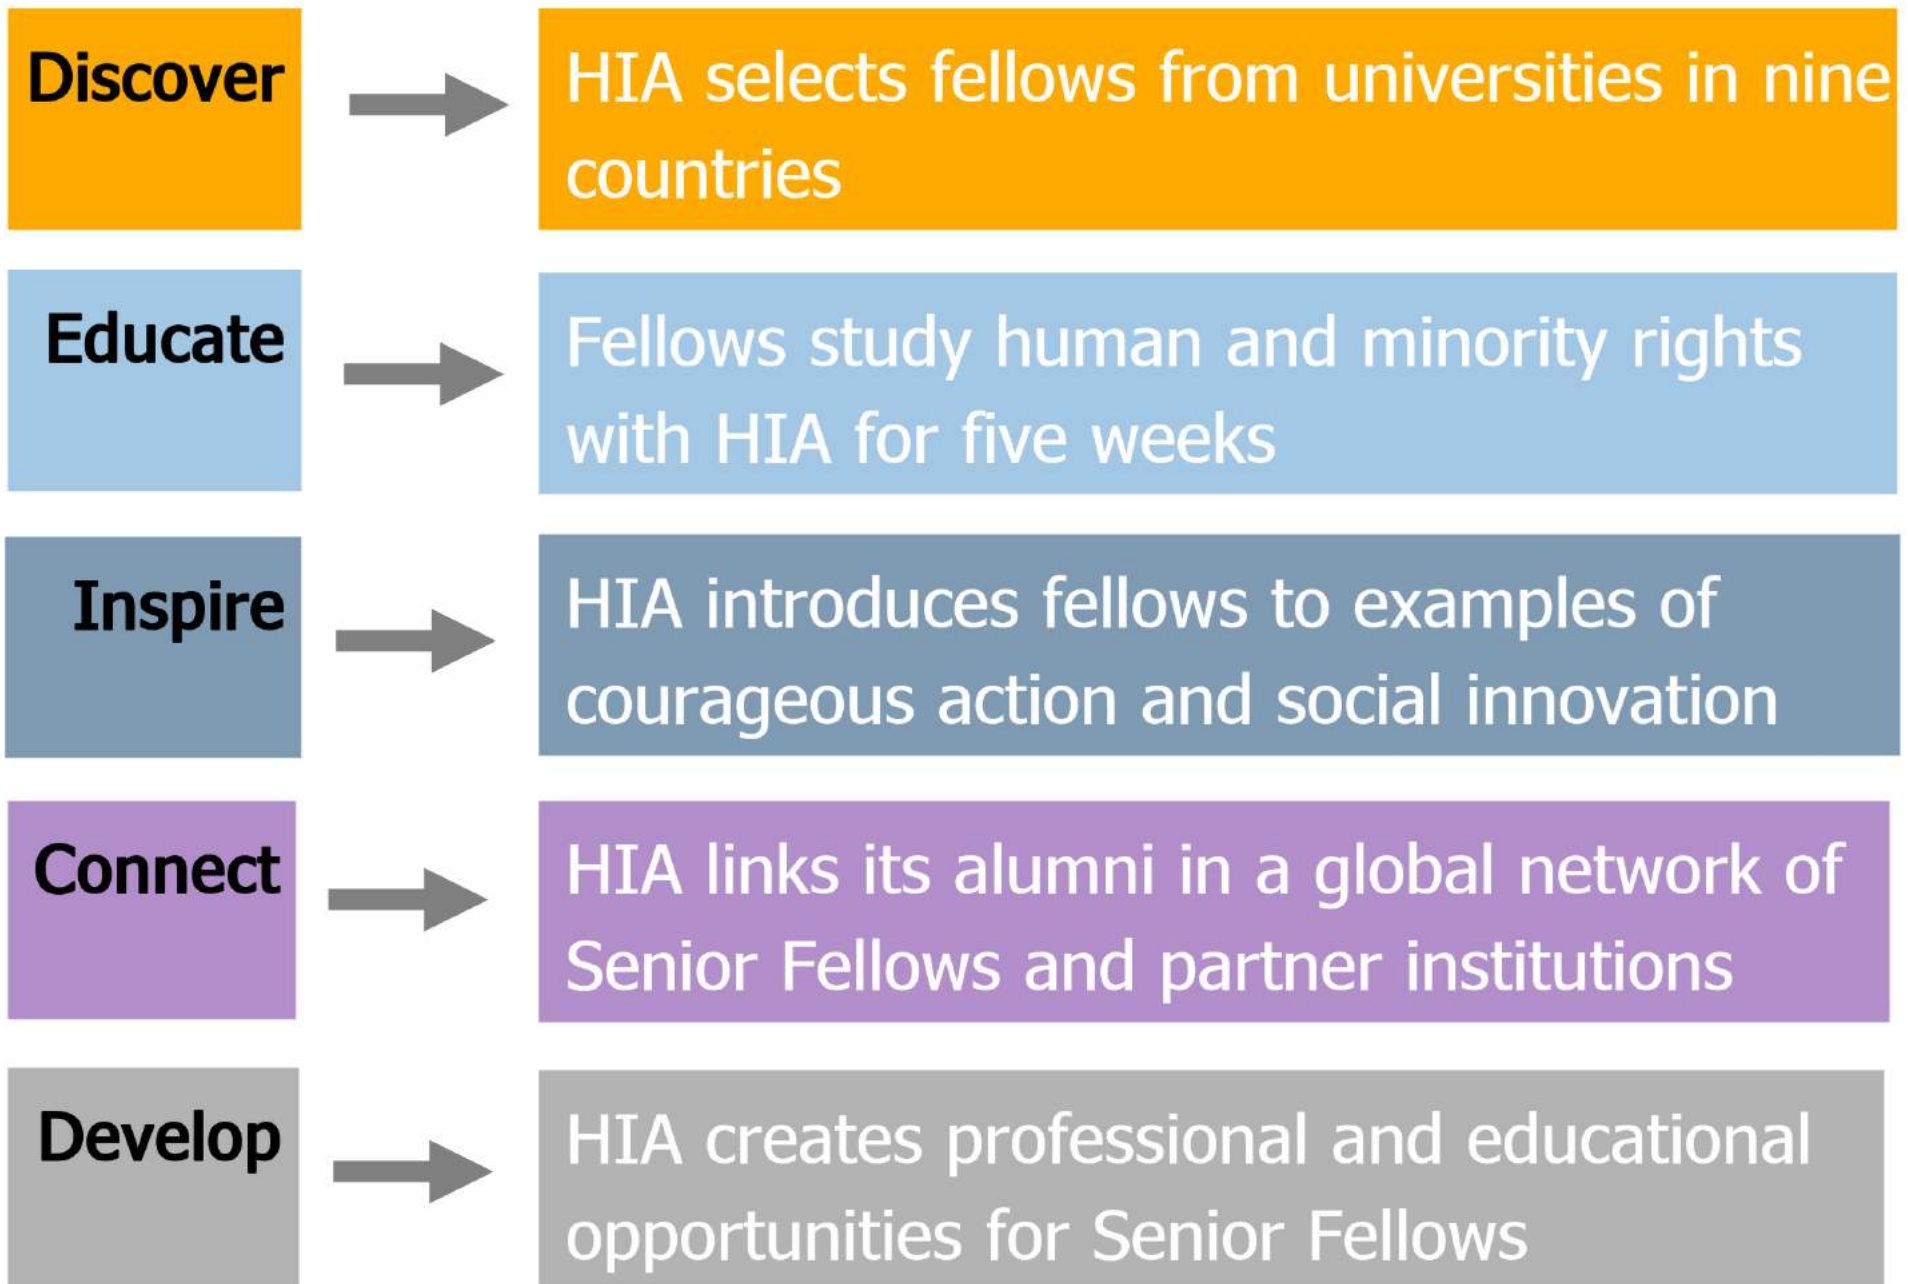 Discover
HIA selects fellows from universities in nine
countries
Educate
Fellows study human and minority rights
with HIA for five weeks
Inspire
HIA introduces fellows to examples of
courageous action and social innovation
Connect
HIA links its alumni in a global network of
Senior Fellows and partner institutions
Develop
HIA creates professional and educational
opportunities for Senior Fellows